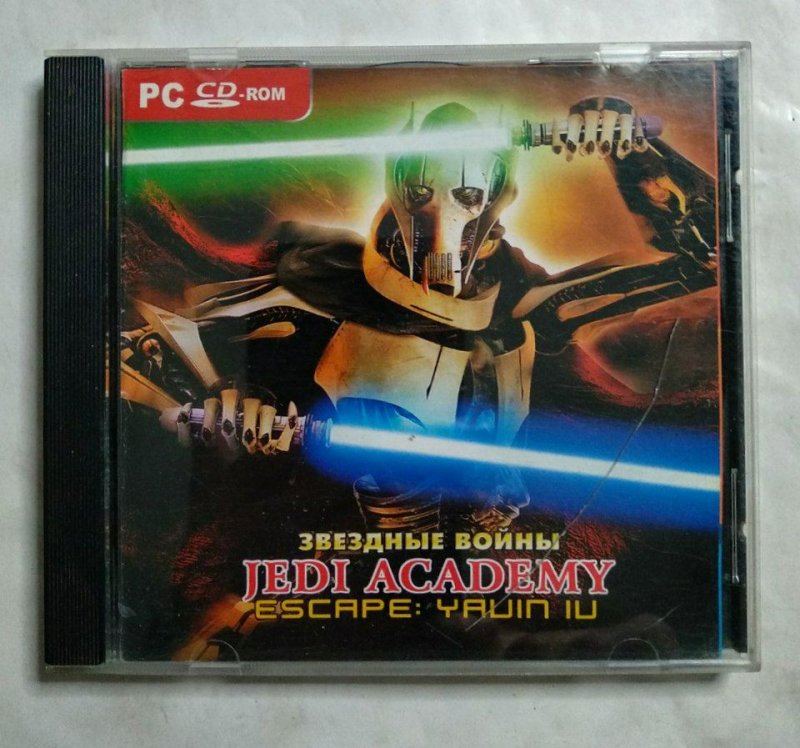 PC CD-ROM
ЗВЕЗДНЫЕ ВОЙНЫ
JEDI ACADEMY
ESCAPE: YAVIN IV